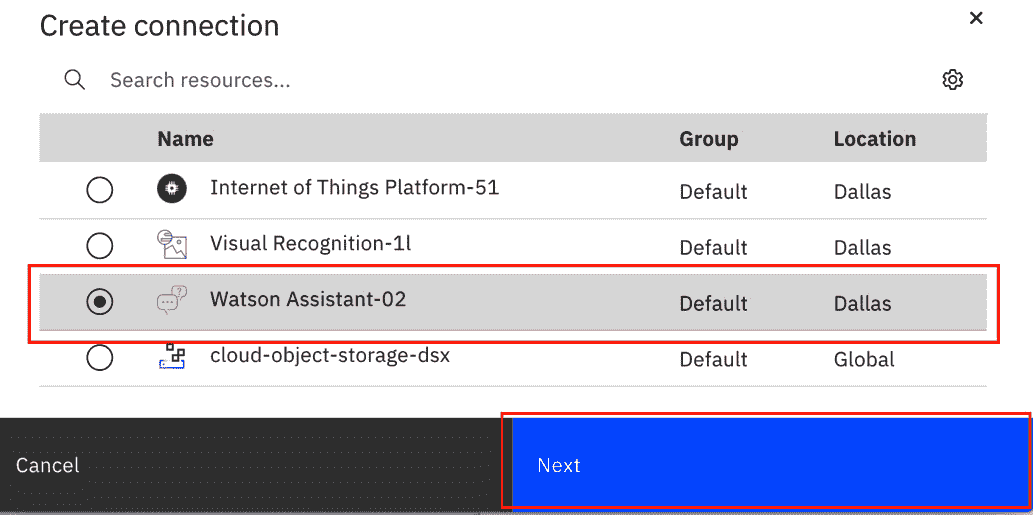 Create connection
Search resources...
Name Group Location
Internet of Things Platform-51 Default Dallas
Visual Recognition-1l Default Dallas
Watson Assistant-02 Default Dallas
cloud-object-storage-dsx Default Global
Cancel Next